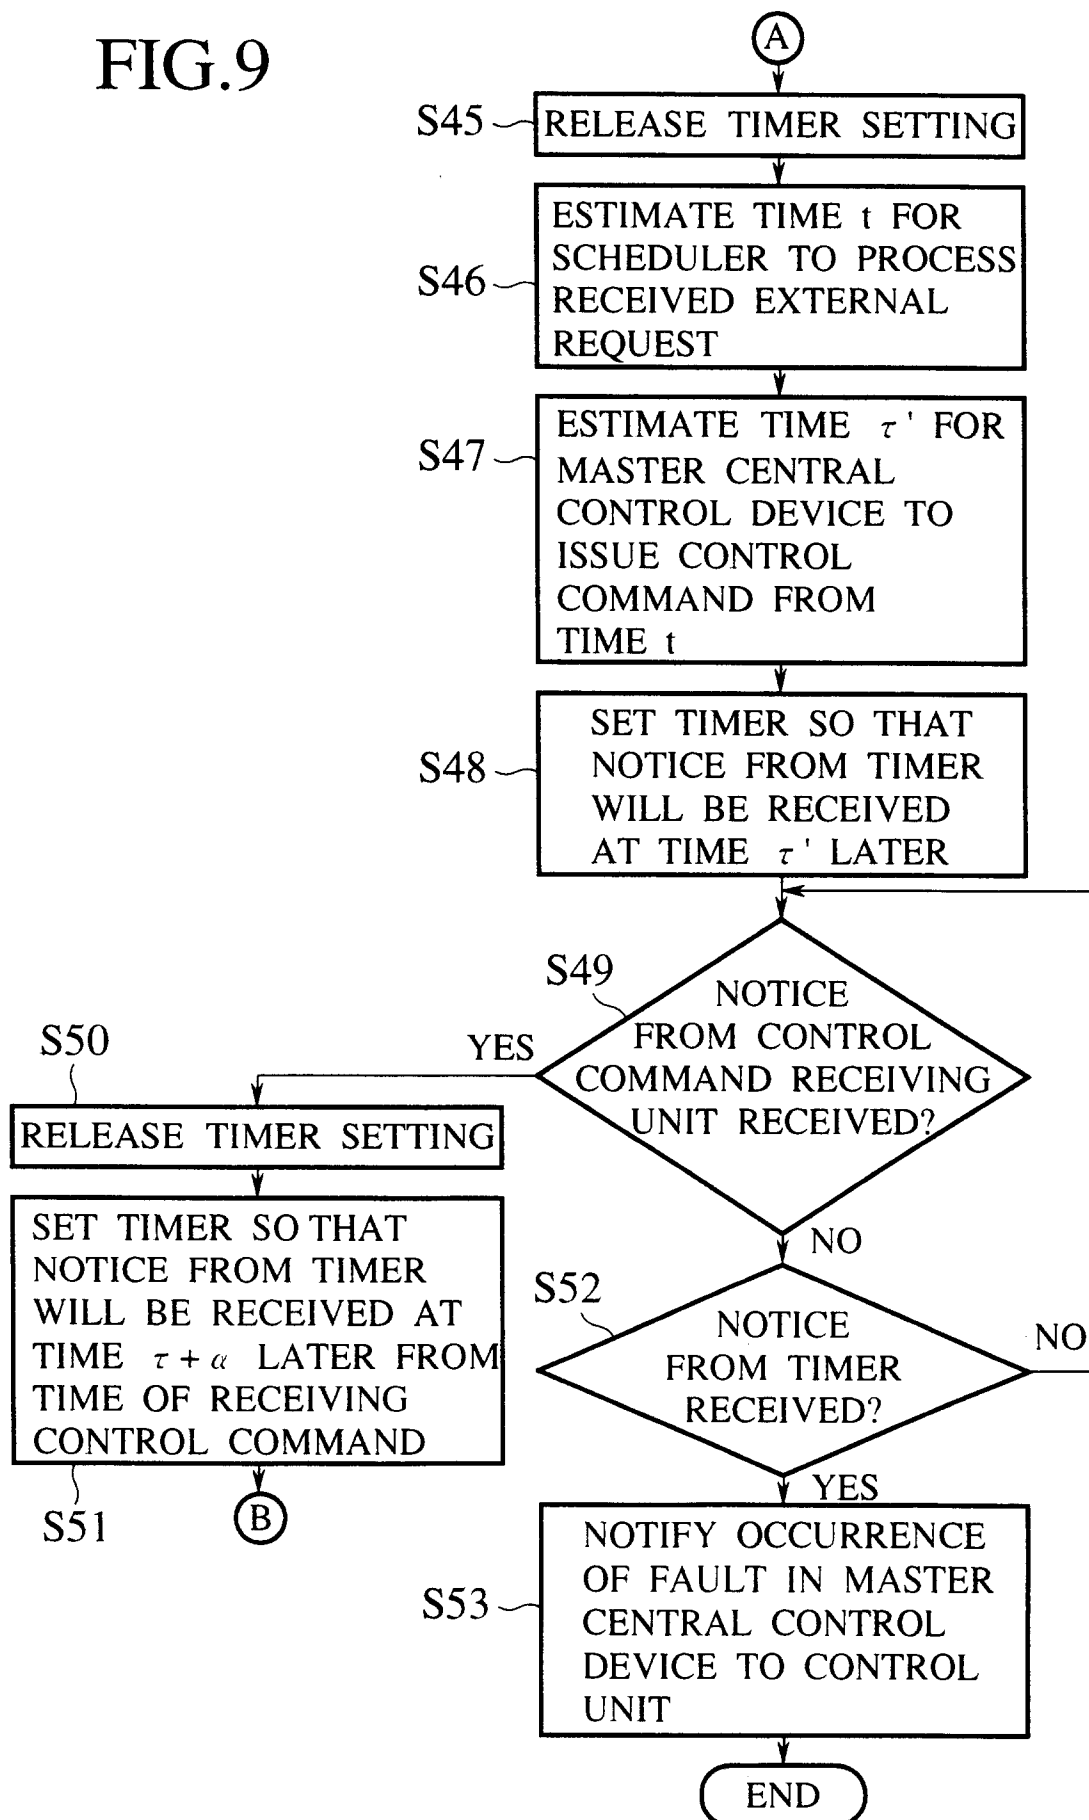 FIG.9
A
S45
RELEASE TIMER SETTING
S46
ESTIMATE TIME t FOR
SCHEDULER TO PROCESS
RECEIVED EXTERNAL
REQUEST
S47
ESTIMATE TIME τ' FOR
MASTER CENTRAL
CONTROL DEVICE TO
ISSUE CONTROL
COMMAND FROM
TIME t
S48
SET TIMER SO THAT
NOTICE FROM TIMER
WILL BE RECEIVED
AT TIME τ' LATER
S49
NOTICE
FROM CONTROL
COMMAND RECEIVING
UNIT RECEIVED?
YES
S50
RELEASE TIMER SETTING
SET TIMER SO THAT
NOTICE FROM TIMER
WILL BE RECEIVED AT
TIME τ+α LATER FROM
TIME OF RECEIVING
CONTROL COMMAND
S51
B
NO
S52
NOTICE
FROM TIMER
RECEIVED?
NO
YES
S53
NOTIFY OCCURRENCE
OF FAULT IN MASTER
CENTRAL CONTROL
DEVICE TO CONTROL
UNIT
END